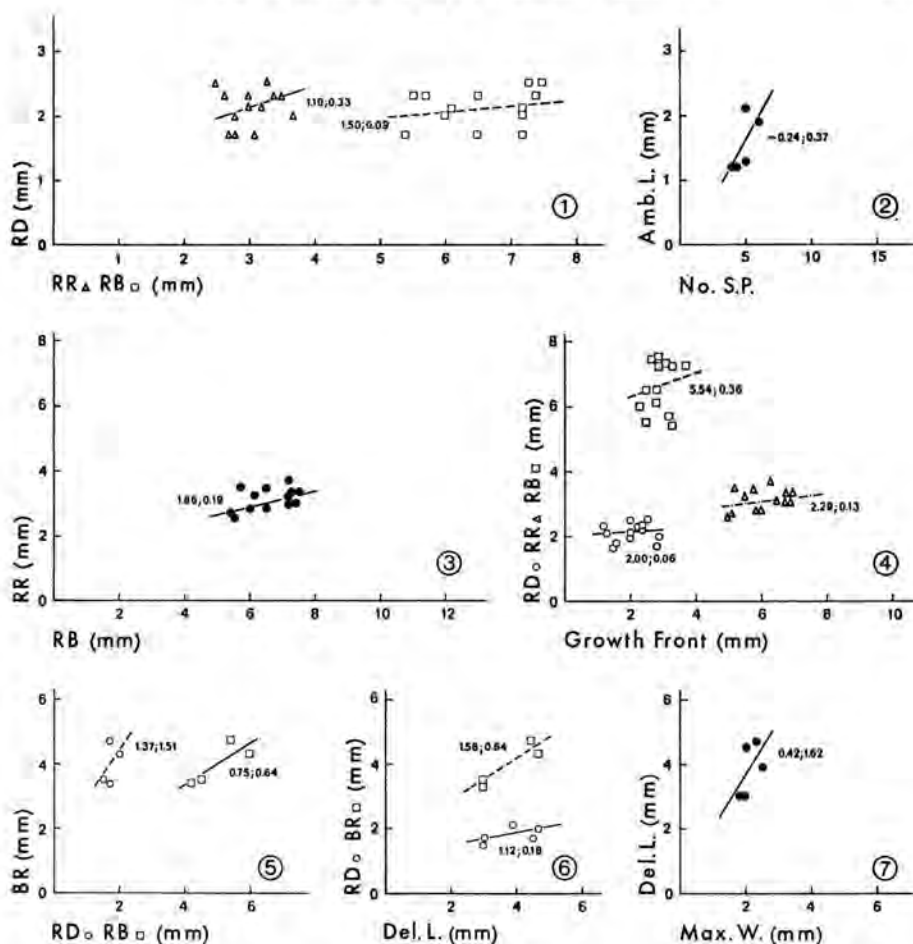 3
2
1
0
RD (mm)
1.10;0.33
1.50;0.09
1 2 3 4 5 6 7 8
①
RR△ RB□ (mm)
3
2
1
0
Amb. L. (mm)
−0.24;0.37
②
5 10 15
No. S.P.
8
6
4
2
0
RR (mm)
1.86;0.19
③
2 4 6 8 10 12
RB (mm)
8
6
4
2
0
RD○ RR△ RB□ (mm)
5.54;0.36
2.29;0.13
2.00;0.06
④
2 4 6 8 10
Growth Front (mm)
6
4
2
0
BR (mm)
1.37;1.51
0.75;0.64
⑤
2 4 6
RD○ RB□ (mm)
6
4
2
0
RD○ BR□ (mm)
1.58;0.64
1.12;0.18
⑥
2 4 6
Del. L. (mm)
6
4
2
0
Del. L. (mm)
0.42;1.62
⑦
2 4 6
Max. W. (mm)